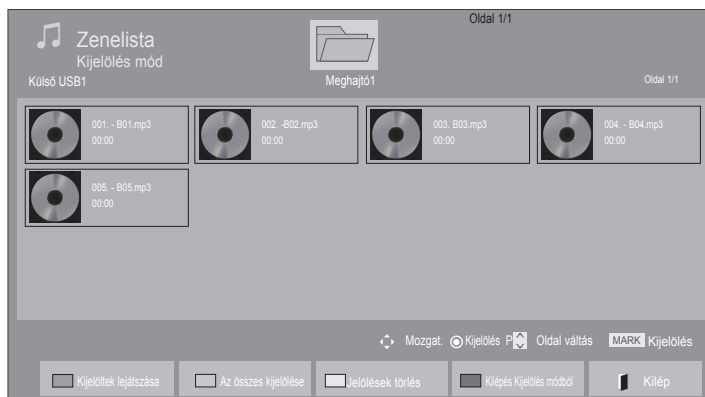 Oldal 1/1
Zenelista
Kijelölés mód
Külső USB1
Meghajtó1
Oldal 1/1
001. - B01.mp3
00:00
002. -B02.mp3
00:00
003. B03.mp3
00:00
004. - B04.mp3
00:00
005. - B05.mp3
00:00
Mozgat. Kijelölés P Oldal váltás MARK Kijelölés
Kijelöltek lejátszása
Az összes kijelölése
Jelölések törlés
Kilépés Kijelölés módból
Kilép